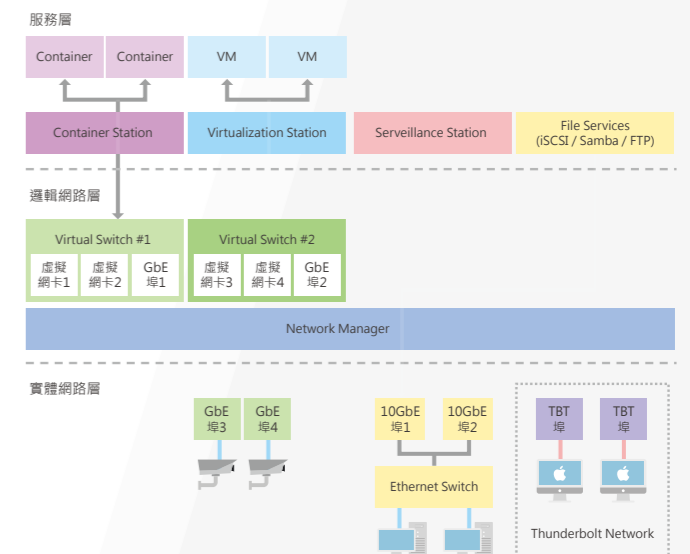 服務層
Container
Container
VM
VM
Container Station
Virtualization Station
Serveillance Station
File Services
(iSCSI / Samba / FTP)
邏輯網路層
Virtual Switch #1
Virtual Switch #2
虛擬
網卡1
虛擬
網卡2
GbE
埠1
虛擬
網卡3
虛擬
網卡4
GbE
埠2
Network Manager
實體網路層
GbE
埠3
GbE
埠4
10GbE
埠1
10GbE
埠2
TBT
埠
TBT
埠
Ethernet Switch
Thunderbolt Network